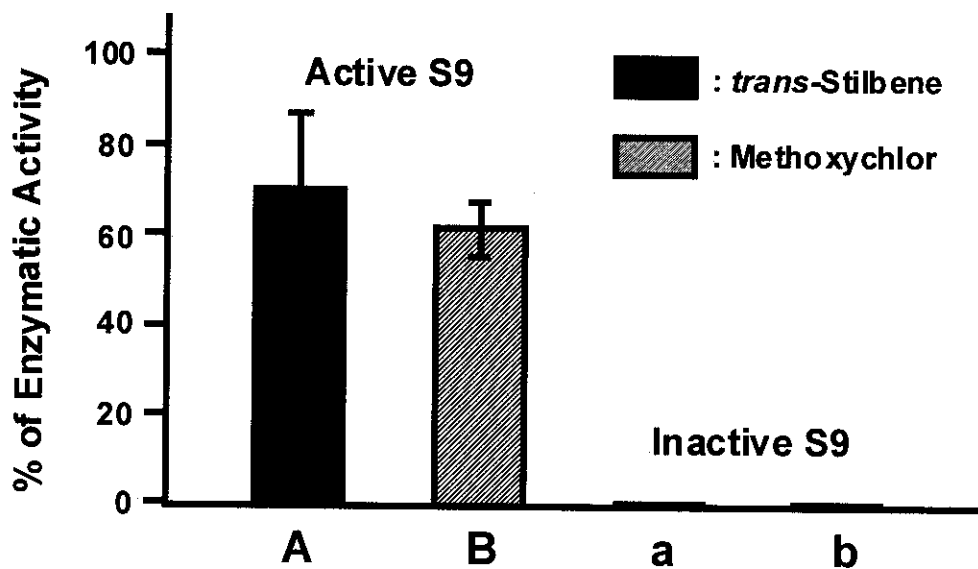 % of Enzymatic Activity
100
80
60
40
20
0
Active S9
: trans-Stilbene
: Methoxychlor
Inactive S9
A B a b